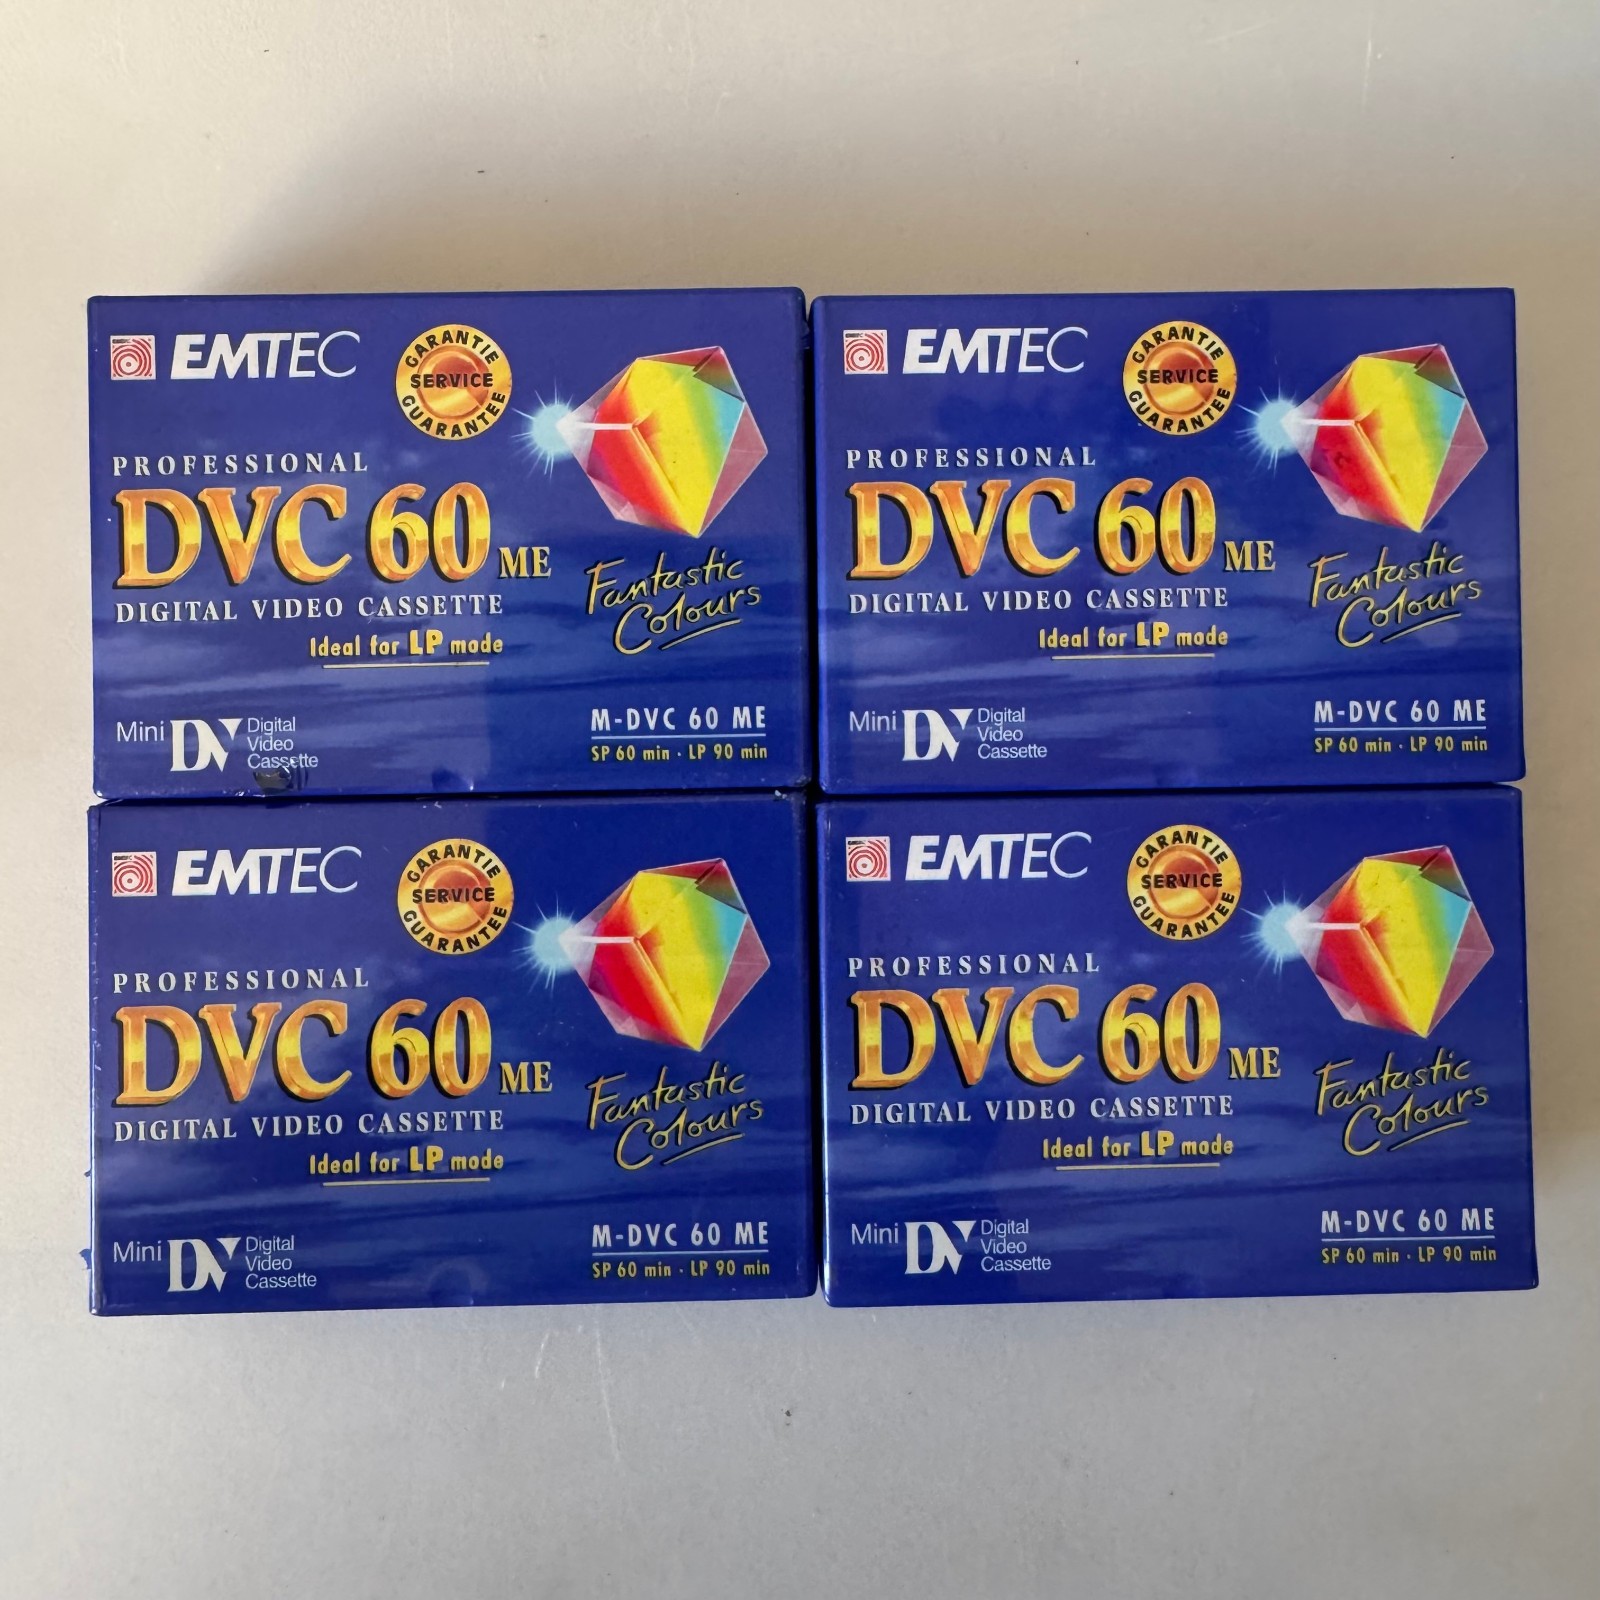 EMTEC
GARANTIE
SERVICE
GUARANTEE
PROFESSIONAL
DVC 60 ME
DIGITAL VIDEO CASSETTE
Ideal for LP mode
Fantastic
Colours
Mini DV Digital
Video
Cassette
M-DVC 60 ME
SP 60 min · LP 90 min
EMTEC
GARANTIE
SERVICE
GUARANTEE
PROFESSIONAL
DVC 60 ME
DIGITAL VIDEO CASSETTE
Ideal for LP mode
Fantastic
Colours
Mini DV Digital
Video
Cassette
M-DVC 60 ME
SP 60 min · LP 90 min
EMTEC
GARANTIE
SERVICE
GUARANTEE
PROFESSIONAL
DVC 60 ME
DIGITAL VIDEO CASSETTE
Ideal for LP mode
Fantastic
Colours
Mini DV Digital
Video
Cassette
M-DVC 60 ME
SP 60 min · LP 90 min
EMTEC
GARANTIE
SERVICE
GUARANTEE
PROFESSIONAL
DVC 60 ME
DIGITAL VIDEO CASSETTE
Ideal for LP mode
Fantastic
Colours
Mini DV Digital
Video
Cassette
M-DVC 60 ME
SP 60 min · LP 90 min